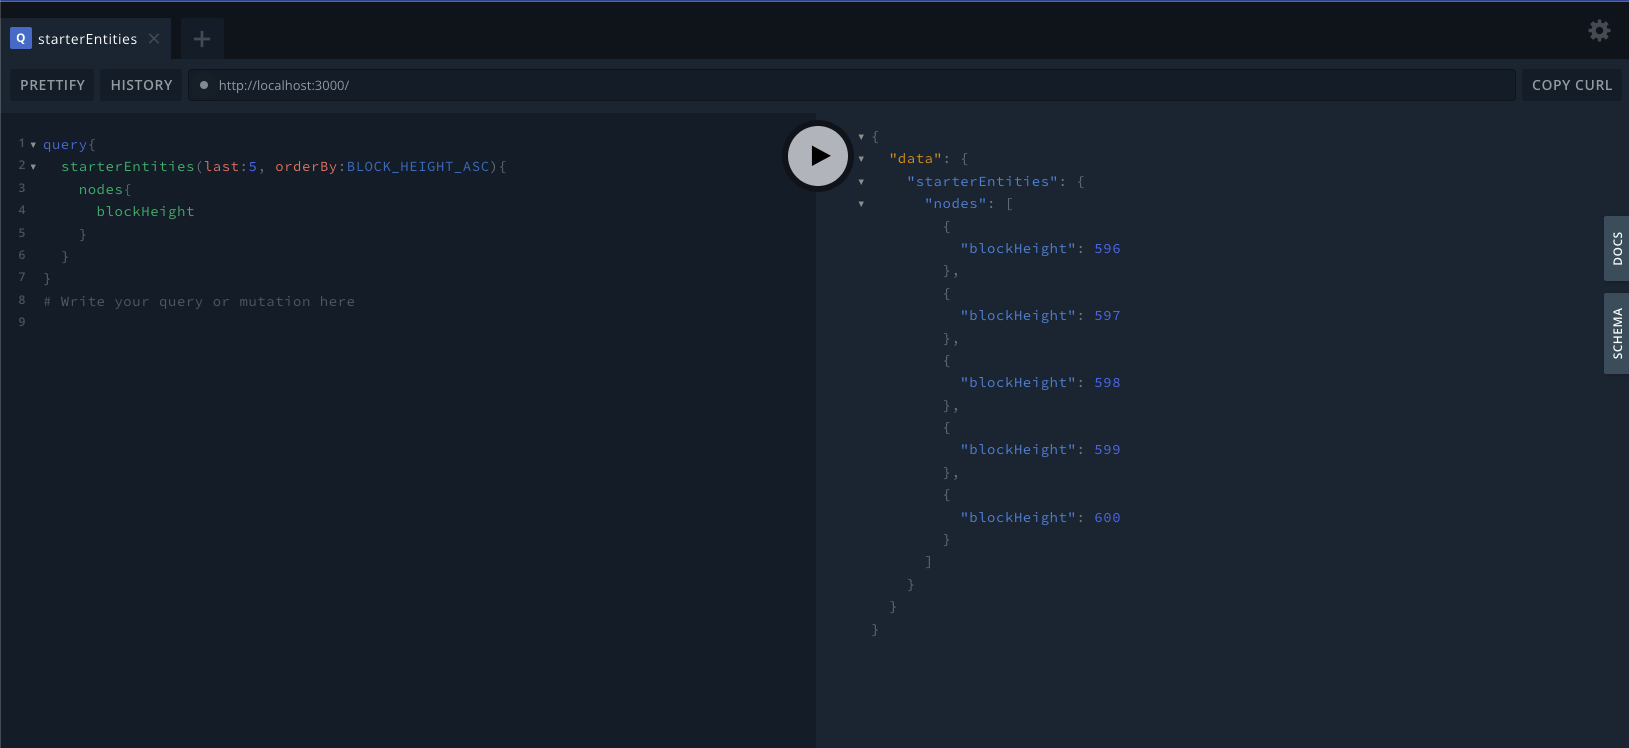 Q starterEntities
PRETTIFY HISTORY http://localhost:3000/ COPY CURL
1 query{
2   starterEntities(last:5, orderBy:BLOCK_HEIGHT_ASC){
3     nodes{
4       blockHeight
5     }
6   }
7 }
8 # Write your query or mutation here
9
{
  "data": {
    "starterEntities": {
      "nodes": [
        {
          "blockHeight": 596
        },
        {
          "blockHeight": 597
        },
        {
          "blockHeight": 598
        },
        {
          "blockHeight": 599
        },
        {
          "blockHeight": 600
        }
      ]
    }
  }
}
DOCS
SCHEMA